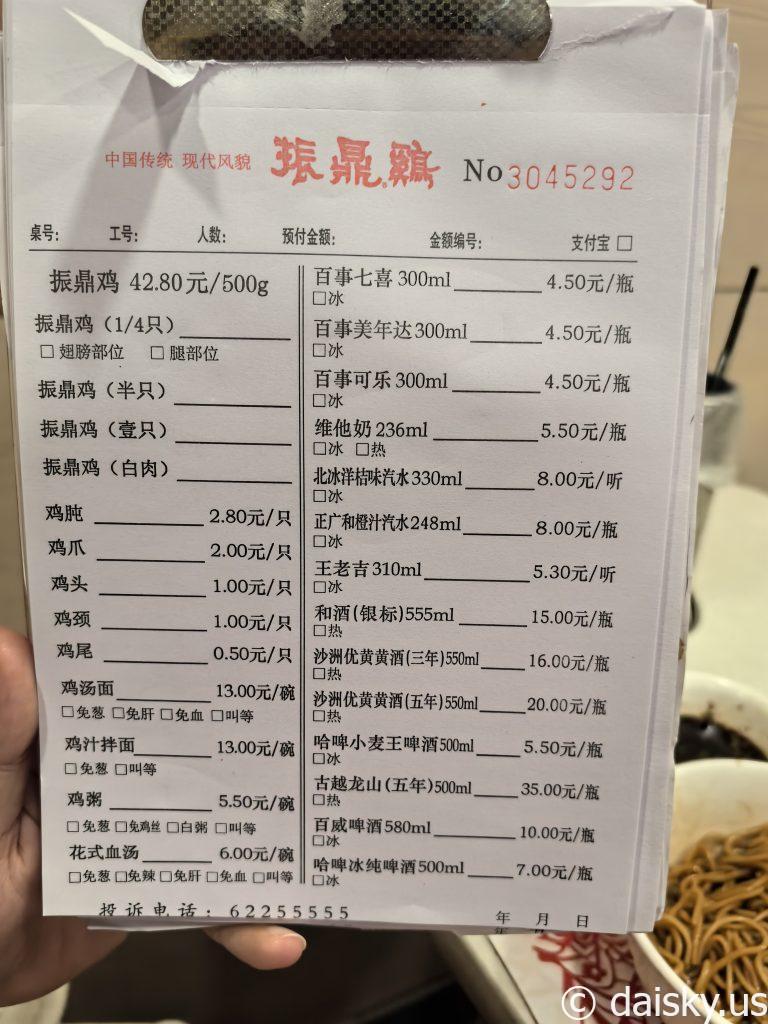 中国传统 现代风貌 振鼎鷄 No 3045292
桌号: 工号: 人数: 预付金额: 金额编号: 支付宝 □
振鼎鸡 42.80元/500g
振鼎鸡（1/4只）
□ 翅膀部位 □ 腿部位
振鼎鸡（半只）
振鼎鸡（壹只）
振鼎鸡（白肉）
鸡肫 2.80元/只
鸡爪 2.00元/只
鸡头 1.00元/只
鸡颈 1.00元/只
鸡尾 0.50元/只
鸡汤面 13.00元/碗
□免葱 □免肝 □免血 □叫等
鸡汁拌面 13.00元/碗
□免葱 □叫等
鸡粥 5.50元/碗
□免葱 □免鸡丝 □白粥 □叫等
花式血汤 6.00元/碗
□免葱 □免辣 □免肝 □免血 □叫等
百事七喜 300ml 4.50元/瓶
□冰
百事美年达 300ml 4.50元/瓶
□冰
百事可乐 300ml 4.50元/瓶
□冰
维他奶 236ml 5.50元/瓶
□冰 □热
北冰洋桔味汽水 330ml 8.00元/听
□冰
正广和橙汁汽水 248ml 8.00元/瓶
□冰
王老吉 310ml 5.30元/听
□冰
和酒(银标) 555ml 15.00元/瓶
□热
沙洲优黄黄酒(三年) 550ml 16.00元/瓶
□热
沙洲优黄黄酒(五年) 550ml 20.00元/瓶
□热
哈啤小麦王啤酒 500ml 5.50元/瓶
□冰
古越龙山(五年) 500ml 35.00元/瓶
□热
百威啤酒 580ml 10.00元/瓶
□冰
哈啤冰纯啤酒 500ml 7.00元/瓶
□冰
投诉电话: 62255555 年 月 日
© daisky.us